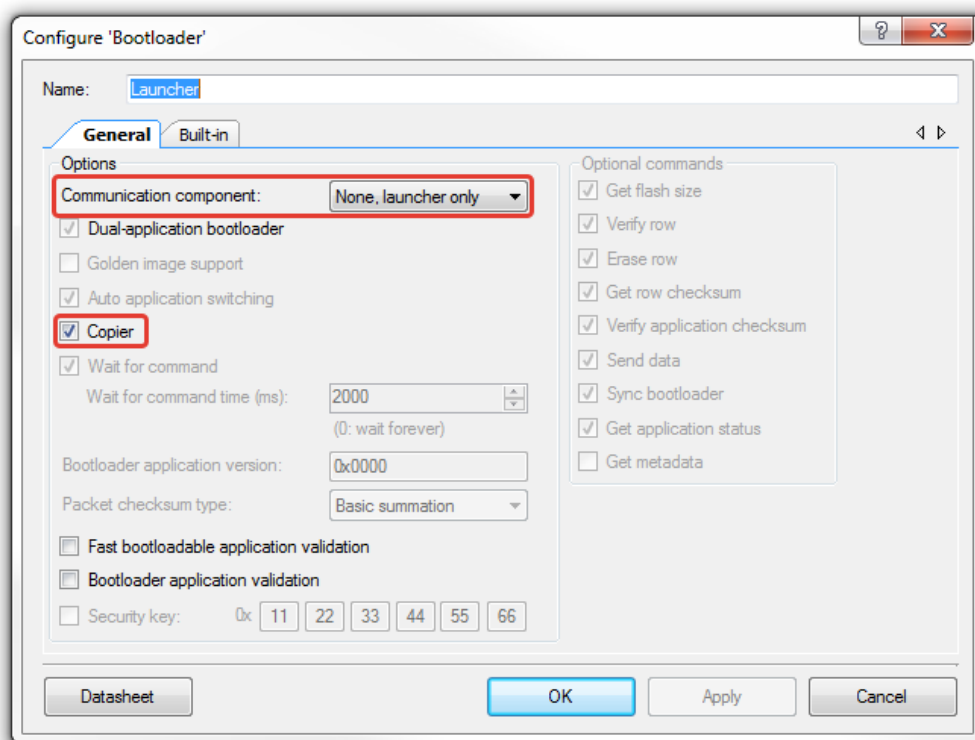 Configure 'Bootloader'
Name: Launcher
General Built-in
Options
Communication component: None, launcher only
Dual-application bootloader
Golden image support
Auto application switching
Copier
Wait for command
Wait for command time (ms): 2000
(0: wait forever)
Bootloader application version: 0x0000
Packet checksum type: Basic summation
Fast bootloadable application validation
Bootloader application validation
Security key: 0x 11 22 33 44 55 66
Optional commands
Get flash size
Verify row
Erase row
Get row checksum
Verify application checksum
Send data
Sync bootloader
Get application status
Get metadata
Datasheet OK Apply Cancel